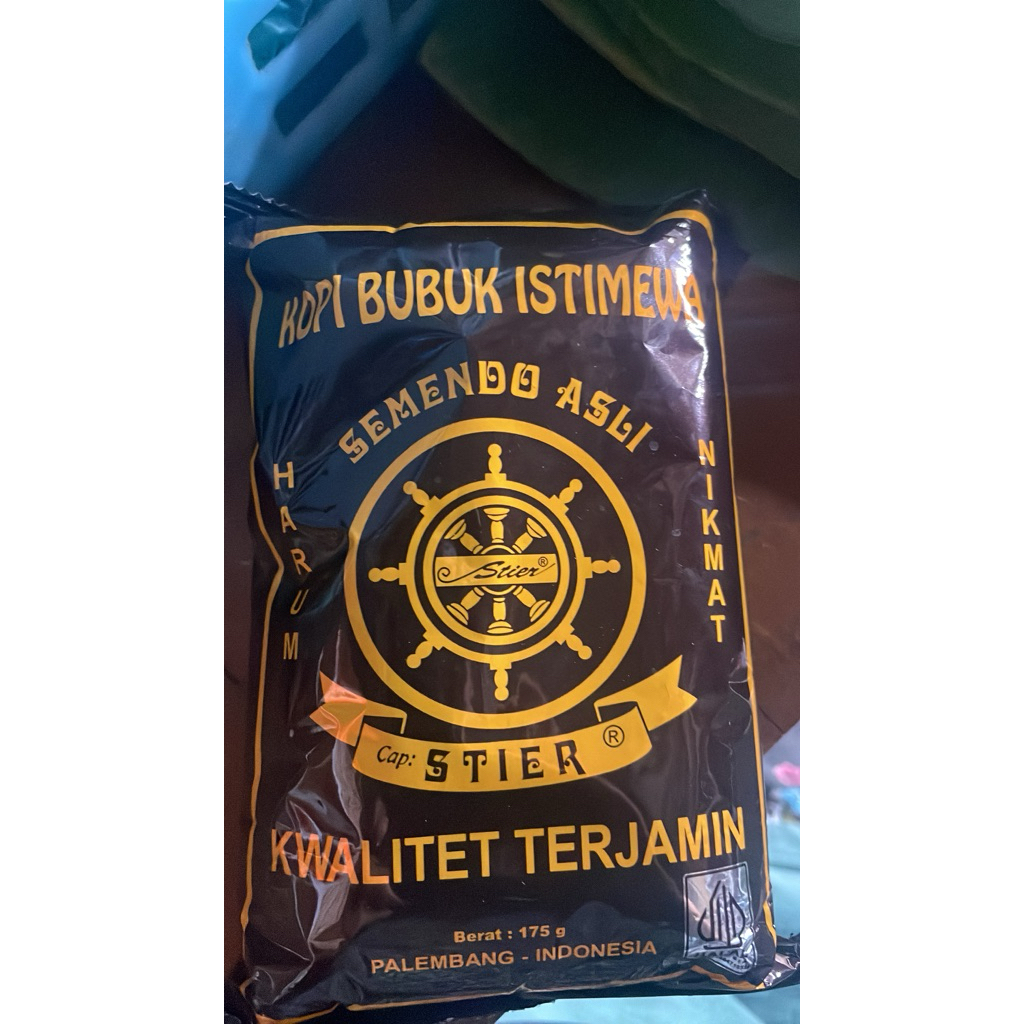 KOPI BUBUK ISTIMEWA
SEMENDO ASLI
HARUM
NIKMAT
Stier®
Cap: STIER ®
KWALITET TERJAMIN
Berat : 175 g
PALEMBANG - INDONESIA